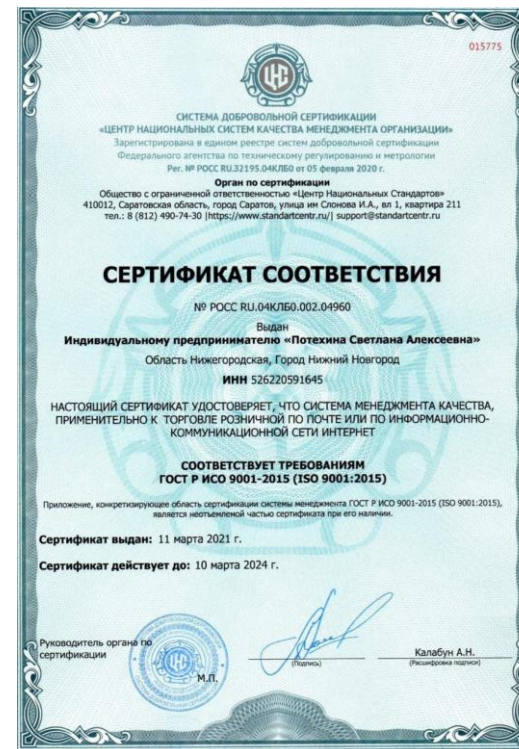 015775
ЦНС
СИСТЕМА ДОБРОВОЛЬНОЙ СЕРТИФИКАЦИИ
«ЦЕНТР НАЦИОНАЛЬНЫХ СИСТЕМ КАЧЕСТВА МЕНЕДЖМЕНТА ОРГАНИЗАЦИИ»
Зарегистрирована в едином реестре систем добровольной сертификации
Федерального агентства по техническому регулированию и метрологии
Рег. № РОСС RU.32195.04КЛБ0 от 05 февраля 2020 г.
Орган по сертификации
Общество с ограниченной ответственностью «Центр Национальных Стандартов»
410012, Саратовская область, город Саратов, улица им Слонова И.А., вл 1, квартира 211
тел.: 8 (812) 490-74-30 |https://www.standartcentr.ru/| support@standartcentr.ru
СЕРТИФИКАТ СООТВЕТСТВИЯ
№ РОСС RU.04КЛБ0.002.04960
Выдан
Индивидуальному предпринимателю «Потехина Светлана Алексеевна»
Область Нижегородская, Город Нижний Новгород
ИНН 526220591645
НАСТОЯЩИЙ СЕРТИФИКАТ УДОСТОВЕРЯЕТ, ЧТО СИСТЕМА МЕНЕДЖМЕНТА КАЧЕСТВА,
ПРИМЕНИТЕЛЬНО К ТОРГОВЛЕ РОЗНИЧНОЙ ПО ПОЧТЕ ИЛИ ПО ИНФОРМАЦИОННО-
КОММУНИКАЦИОННОЙ СЕТИ ИНТЕРНЕТ
СООТВЕТСТВУЕТ ТРЕБОВАНИЯМ
ГОСТ Р ИСО 9001-2015 (ISO 9001:2015)
Приложение, конкретизирующее область сертификации системы менеджмента ГОСТ Р ИСО 9001-2015 (ISO 9001:2015),
является неотъемлемой частью сертификата при его наличии.
Сертификат выдан: 11 марта 2021 г.
Сертификат действует до: 10 марта 2024 г.
Руководитель органа по
сертификации
ЦНС
М.П.
(Подпись)
Калабун А.Н.
(Расшифровка подписи)